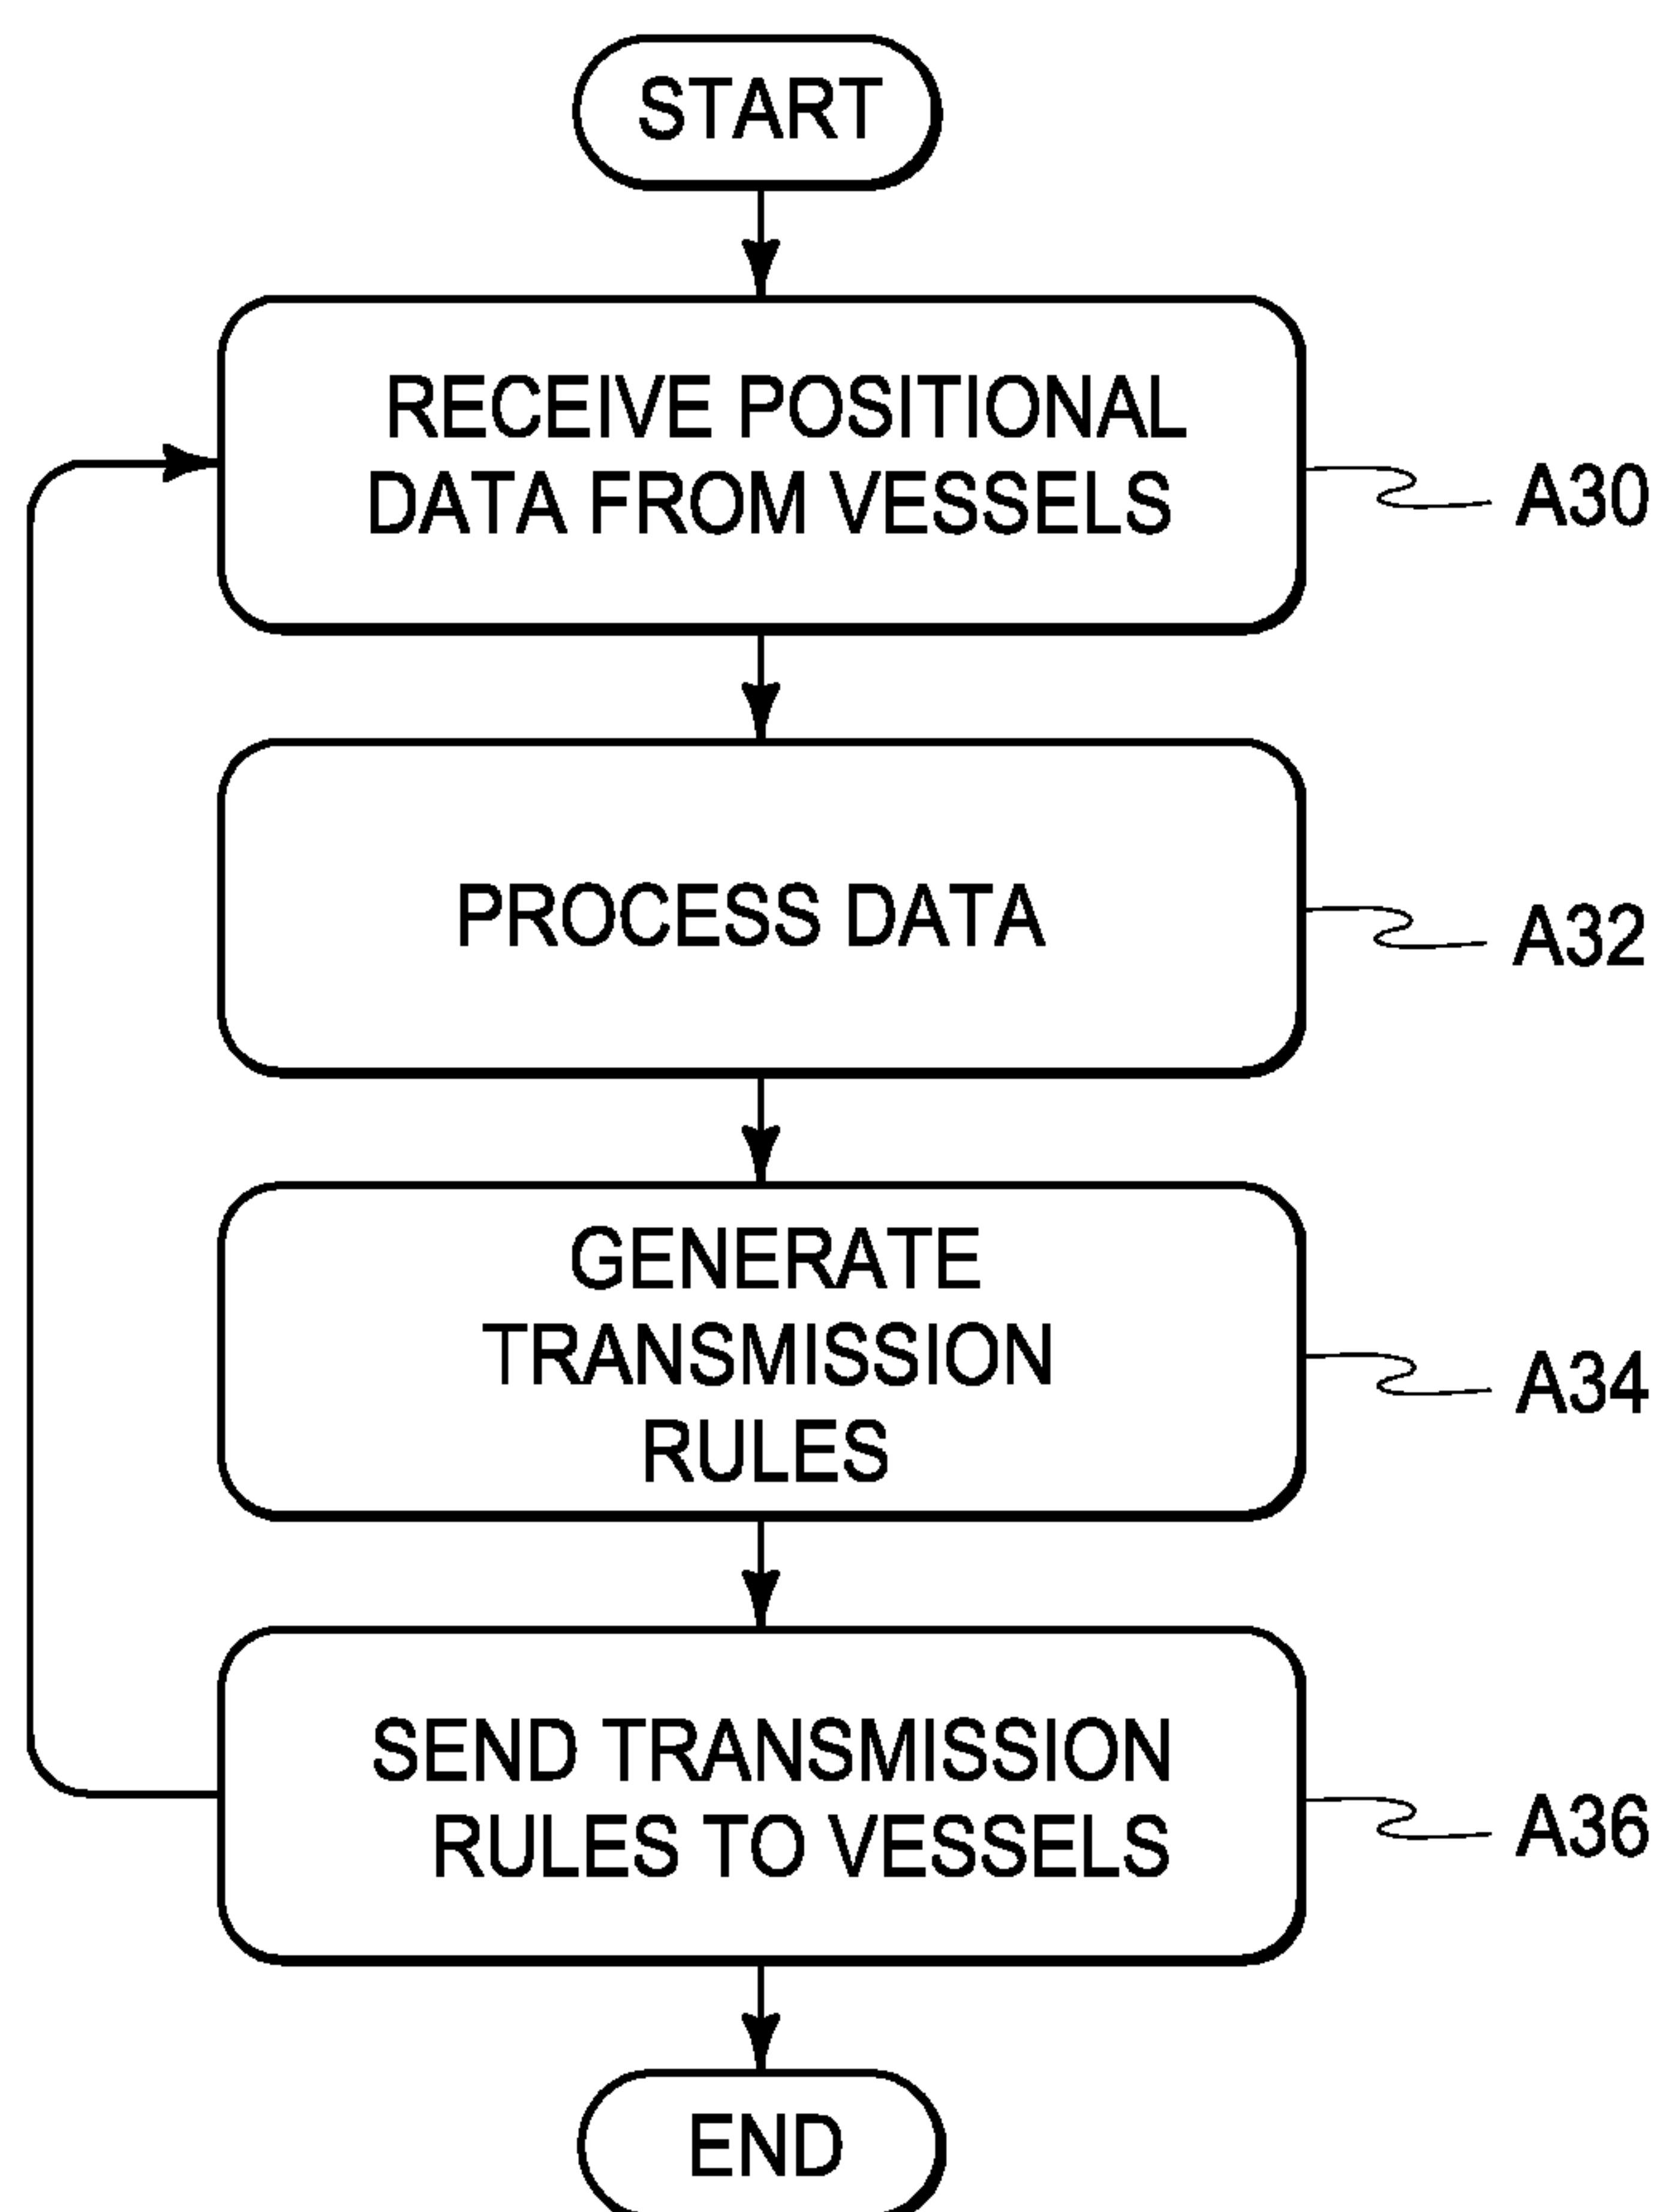 START
RECEIVE POSITIONAL
DATA FROM VESSELS
A30
PROCESS DATA
A32
GENERATE
TRANSMISSION
RULES
A34
SEND TRANSMISSION
RULES TO VESSELS
A36
END